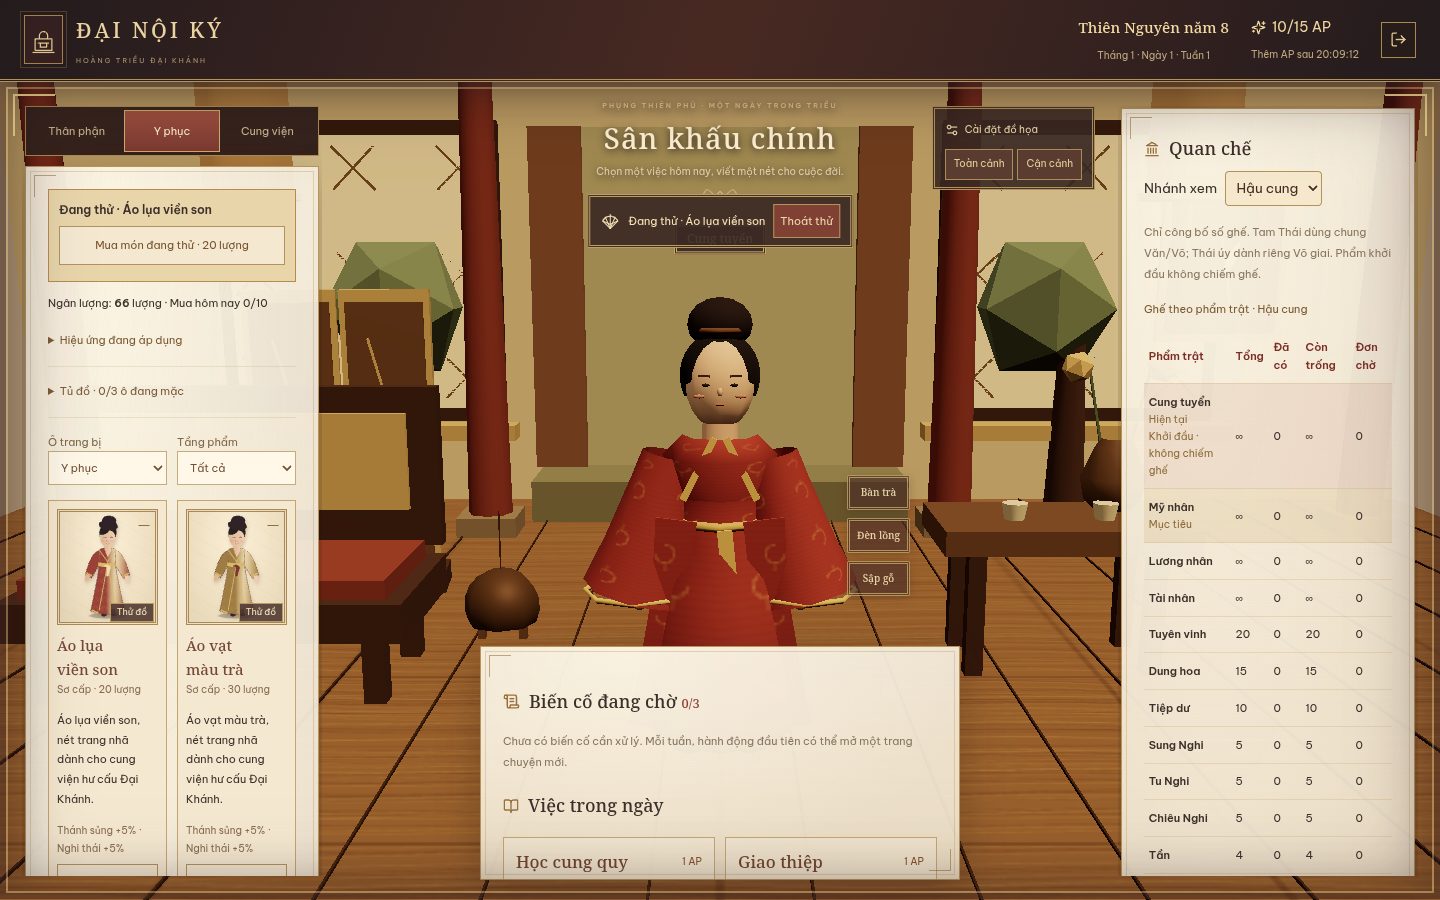 ĐẠI NỘI KÝ
HOÀNG TRIỀU ĐẠI KHÁNH
Thiên Nguyên năm 8
Tháng 1 · Ngày 1 · Tuần 1
10/15 AP
Thêm AP sau 20:09:12
Thân phận
Y phục
Cung viện
Đang thử · Áo lụa viền son
Mua món đang thử · 20 lượng
Ngân lượng: 66 lượng · Mua hôm nay 0/10
Hiệu ứng đang áp dụng
Tủ đồ · 0/3 ô đang mặc
Ô trang bị
Tầng phẩm
Y phục
Tất cả
Thử đồ
Thử đồ
Áo lụa
viền son
Sơ cấp · 20 lượng
Áo lụa viền son,
nét trang nhã
dành cho cung
viện hư cấu Đại
Khánh.
Thánh sủng +5% ·
Nghi thái +5%
Áo vạt
màu trà
Sơ cấp · 30 lượng
Áo vạt màu trà,
nét trang nhã
dành cho cung
viện hư cấu Đại
Khánh.
Thánh sủng +5% ·
Nghi thái +5%
PHỤNG THIÊN PHỦ · MỘT NGÀY TRONG TRIỀU
Sân khấu chính
Chọn một việc hôm nay, viết một nét cho cuộc đời.
Đang thử · Áo lụa viền son
Thoát thử
Cung tuyển
Cài đặt đồ họa
Toàn cảnh
Cận cảnh
Bàn trà
Đèn lồng
Sập gỗ
Biến cố đang chờ 0/3
Chưa có biến cố cần xử lý. Mỗi tuần, hành động đầu tiên có thể mở một trang
chuyện mới.
Việc trong ngày
Học cung quy
1 AP
Giao thiệp
1 AP
Quan chế
Nhánh xem
Hậu cung
Chỉ công bố số ghế. Tam Thái dùng chung
Văn/Võ; Thái úy dành riêng Võ giai. Phẩm khởi
đầu không chiếm ghế.
Ghế theo phẩm trật · Hậu cung
Phẩm trật Tổng Đã có Còn trống Đơn chờ
Cung tuyển
Hiện tại
Khởi đầu ·
không chiếm
ghế
∞ 0 ∞ 0
Mỹ nhân
Mục tiêu
∞ 0 ∞ 0
Lương nhân ∞ 0 ∞ 0
Tài nhân ∞ 0 ∞ 0
Tuyên vinh 20 0 20 0
Dung hoa 15 0 15 0
Tiệp dư 10 0 10 0
Sung Nghi 5 0 5 0
Tu Nghi 5 0 5 0
Chiêu Nghi 5 0 5 0
Tần 4 0 4 0